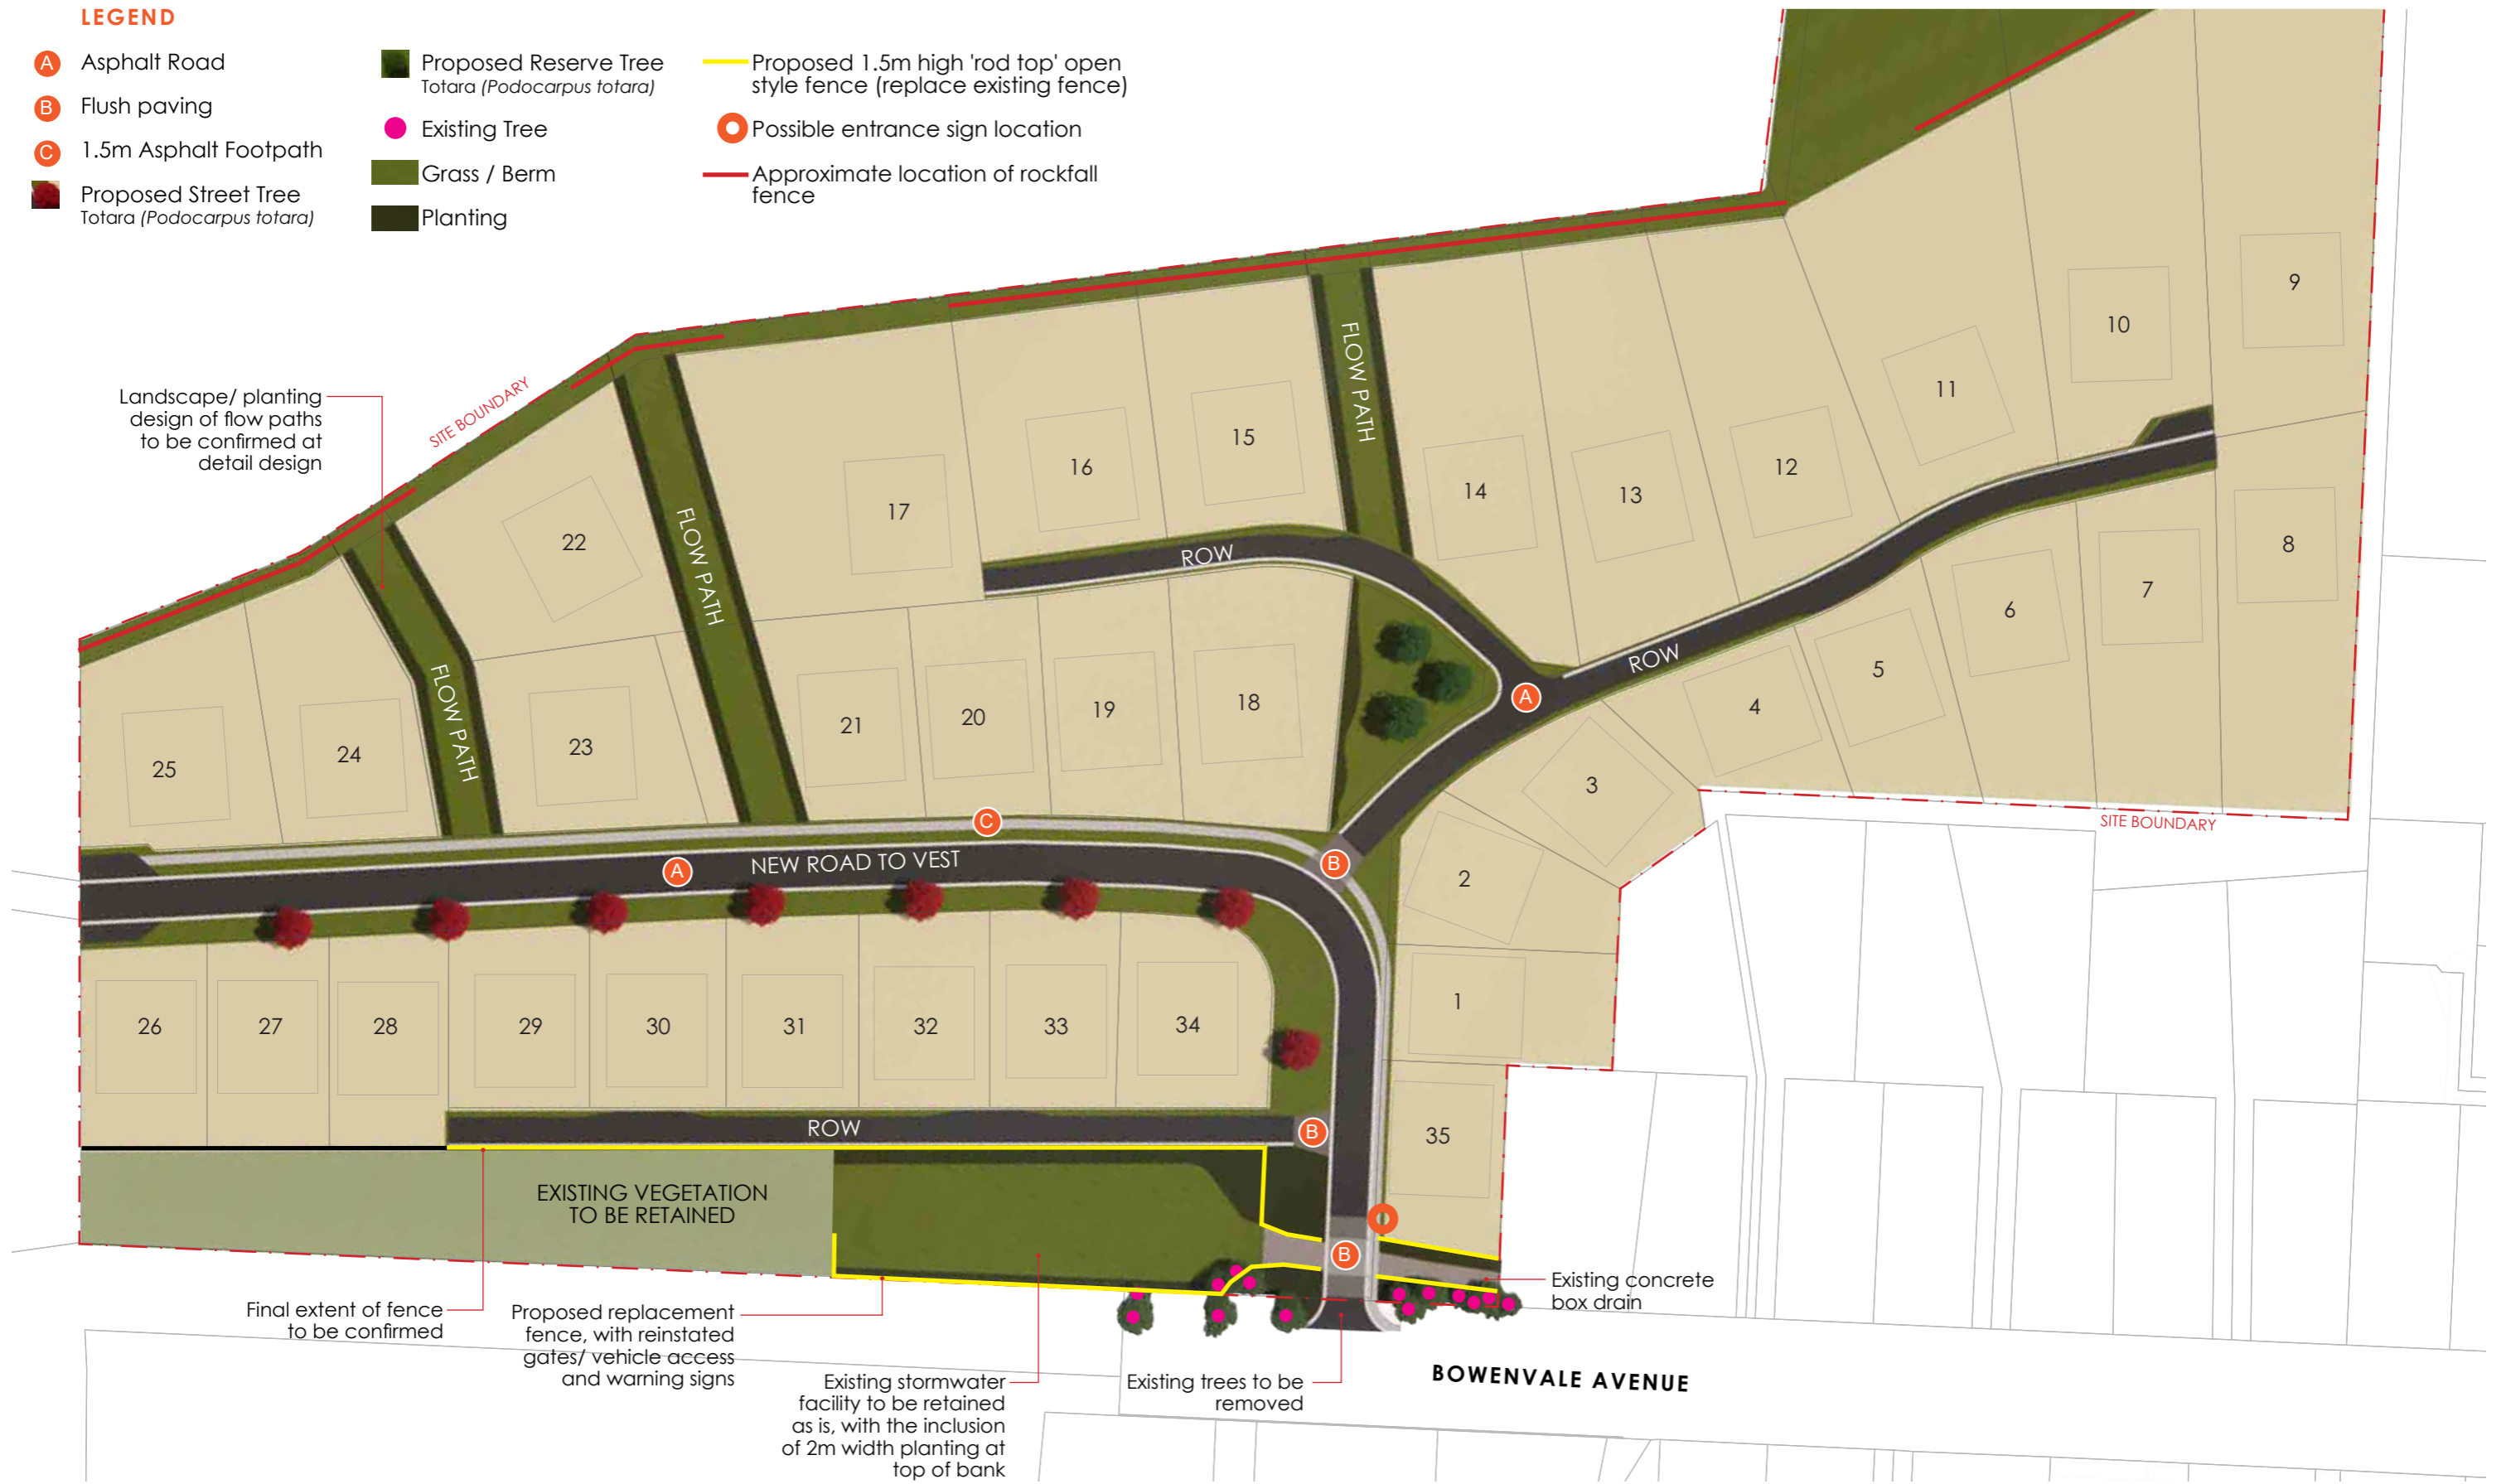 LEGEND
A Asphalt Road
B Flush paving
C 1.5m Asphalt Footpath
Proposed Street Tree
Totara (Podocarpus totara)
Proposed Reserve Tree
Totara (Podocarpus totara)
Existing Tree
Grass / Berm
Planting
Proposed 1.5m high 'rod top' open
style fence (replace existing fence)
Possible entrance sign location
Approximate location of rockfall
fence
Landscape/ planting
design of flow paths
to be confirmed at
detail design
SITE BOUNDARY
9
10
11
12
13
14
15
16
17
22
FLOW PATH
FLOW PATH
FLOW PATH
ROW
ROW
8
7
6
5
4
3
2
1
35
A
18
19
20
21
23
24
25
SITE BOUNDARY
C
A
NEW ROAD TO VEST
B
26
27
28
29
30
31
32
33
34
ROW
B
EXISTING VEGETATION
TO BE RETAINED
B
Existing concrete
box drain
Final extent of fence
to be confirmed
Proposed replacement
fence, with reinstated
gates/ vehicle access
and warning signs
Existing stormwater
facility to be retained
as is, with the inclusion
of 2m width planting at
top of bank
Existing trees to be
removed
BOWENVALE AVENUE